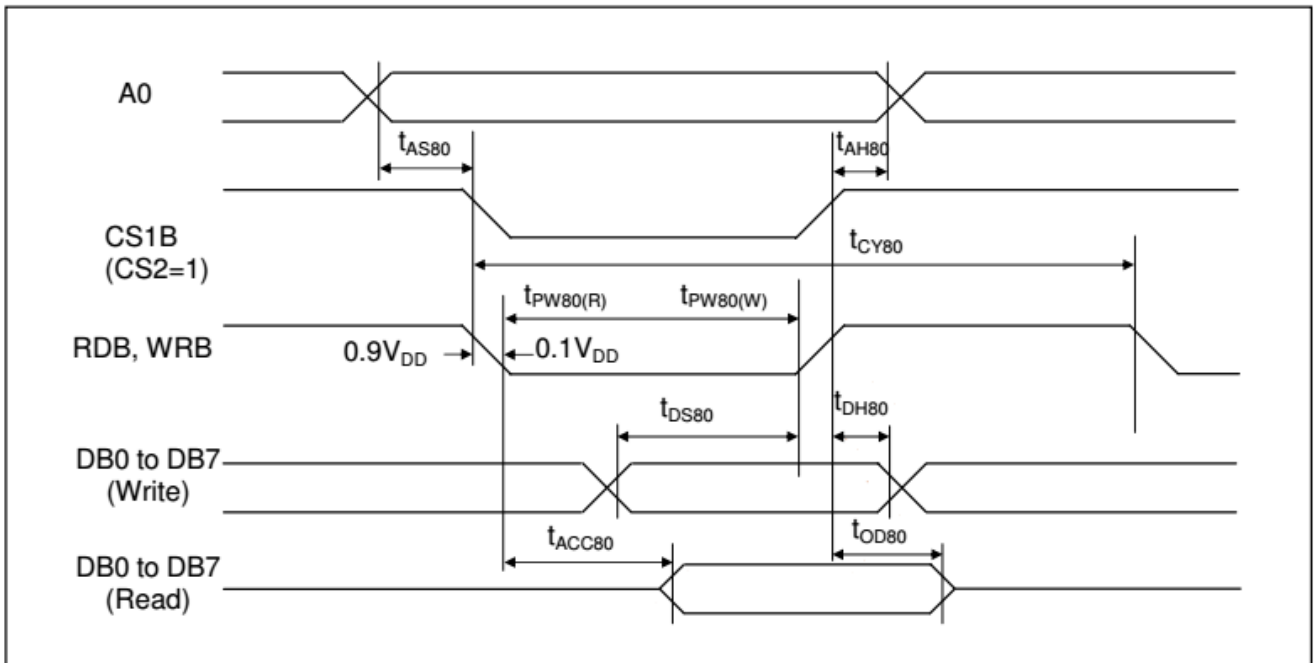 A0
tAS80
tAH80
CS1B
(CS2=1)
tCY80
tPW80(R)
tPW80(W)
RDB, WRB
0.9VDD
0.1VDD
tDS80
tDH80
DB0 to DB7
(Write)
tACC80
tOD80
DB0 to DB7
(Read)